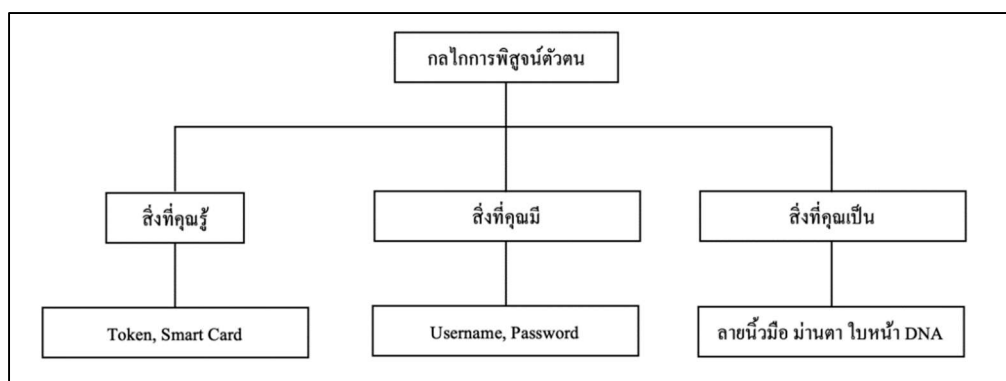 กลไกการพิสูจน์ตัวตน
สิ่งที่คุณรู้
สิ่งที่คุณมี
สิ่งที่คุณเป็น
Token, Smart Card
Username, Password
ลายนิ้วมือ ม่านตา ใบหน้า DNA